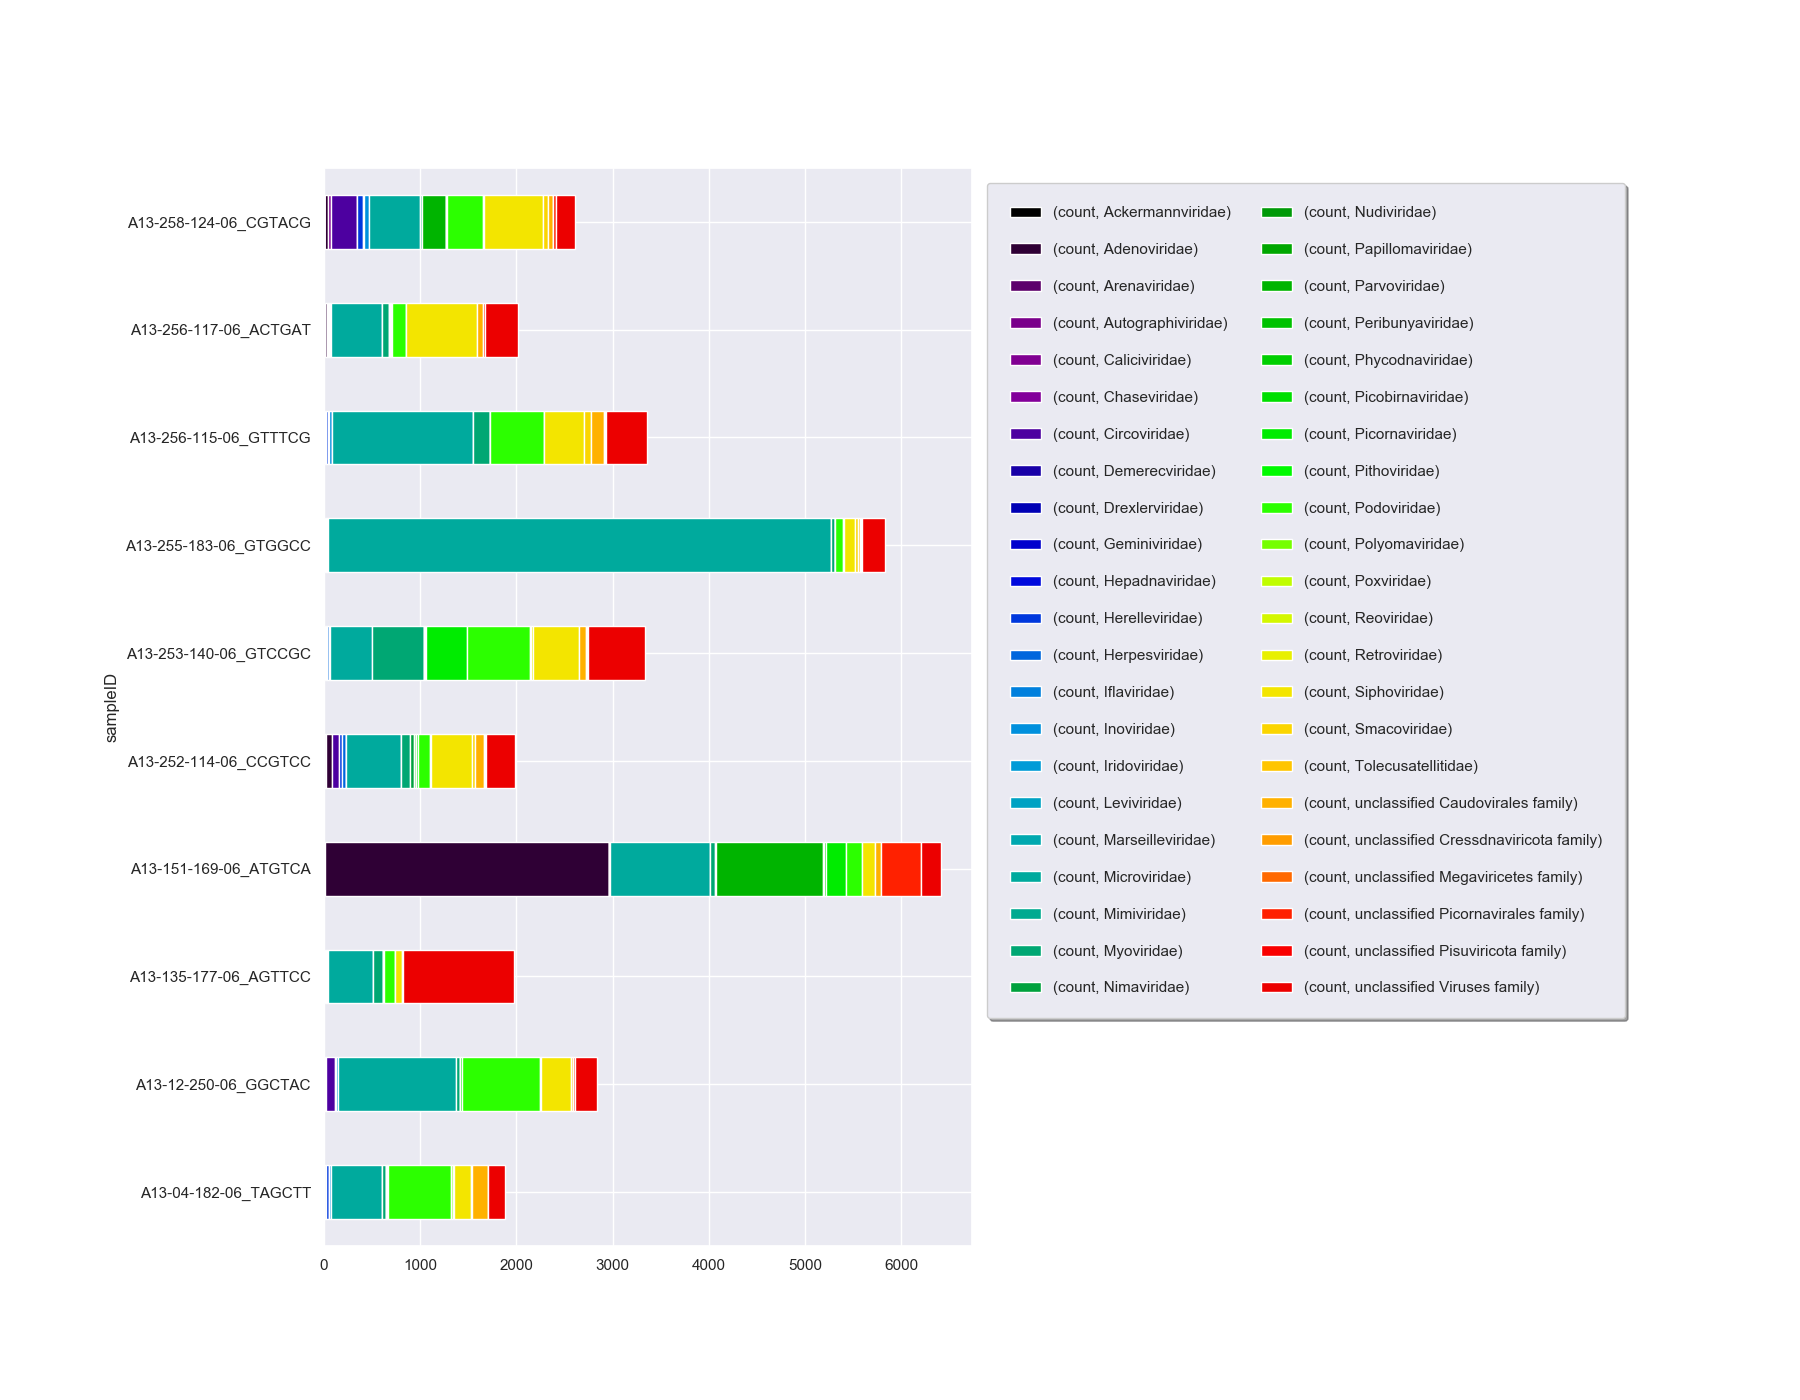 A13-258-124-06_CGTACG
A13-256-117-06_ACTGAT
A13-256-115-06_GTTTCG
A13-255-183-06_GTGGCC
A13-253-140-06_GTCCGC
A13-252-114-06_CCGTCC
A13-151-169-06_ATGTCA
A13-135-177-06_AGTTCC
A13-12-250-06_GGCTAC
A13-04-182-06_TAGCTT
sampleID
0 1000 2000 3000 4000 5000 6000
(count, Ackermannviridae)
(count, Adenoviridae)
(count, Arenaviridae)
(count, Autographiviridae)
(count, Caliciviridae)
(count, Chaseviridae)
(count, Circoviridae)
(count, Demerecviridae)
(count, Drexlerviridae)
(count, Geminiviridae)
(count, Hepadnaviridae)
(count, Herelleviridae)
(count, Herpesviridae)
(count, Iflaviridae)
(count, Inoviridae)
(count, Iridoviridae)
(count, Leviviridae)
(count, Marseilleviridae)
(count, Microviridae)
(count, Mimiviridae)
(count, Myoviridae)
(count, Nimaviridae)
(count, Nudiviridae)
(count, Papillomaviridae)
(count, Parvoviridae)
(count, Peribunyaviridae)
(count, Phycodnaviridae)
(count, Picobirnaviridae)
(count, Picornaviridae)
(count, Pithoviridae)
(count, Podoviridae)
(count, Polyomaviridae)
(count, Poxviridae)
(count, Reoviridae)
(count, Retroviridae)
(count, Siphoviridae)
(count, Smacoviridae)
(count, Tolecusatellitidae)
(count, unclassified Caudovirales family)
(count, unclassified Cressdnaviricota family)
(count, unclassified Megaviricetes family)
(count, unclassified Picornavirales family)
(count, unclassified Pisuviricota family)
(count, unclassified Viruses family)